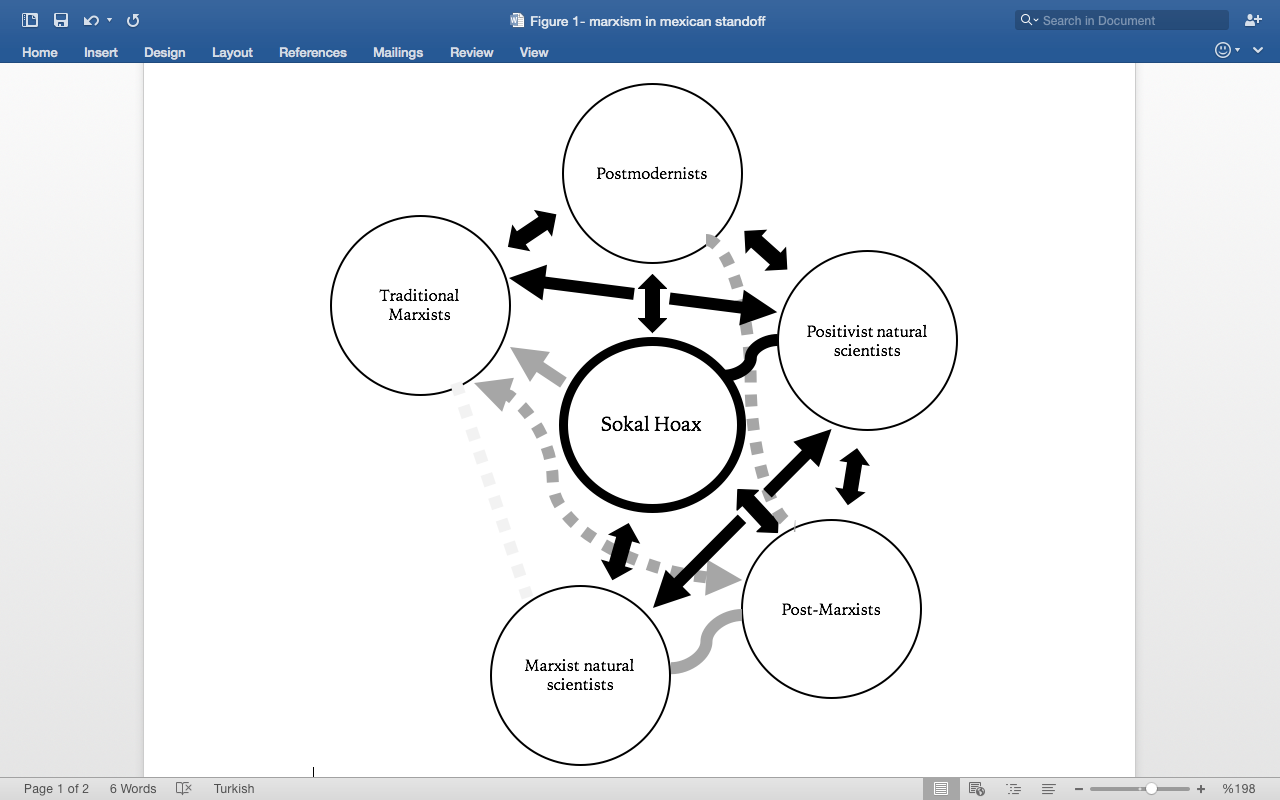 Figure 1- marxism in mexican standoff
Search in Document
Home Insert Design Layout References Mailings Review View
Postmodernists
Traditional
Marxists
Positivist natural
scientists
Sokal Hoax
Post-Marxists
Marxist natural
scientists
Page 1 of 2 6 Words Turkish %198